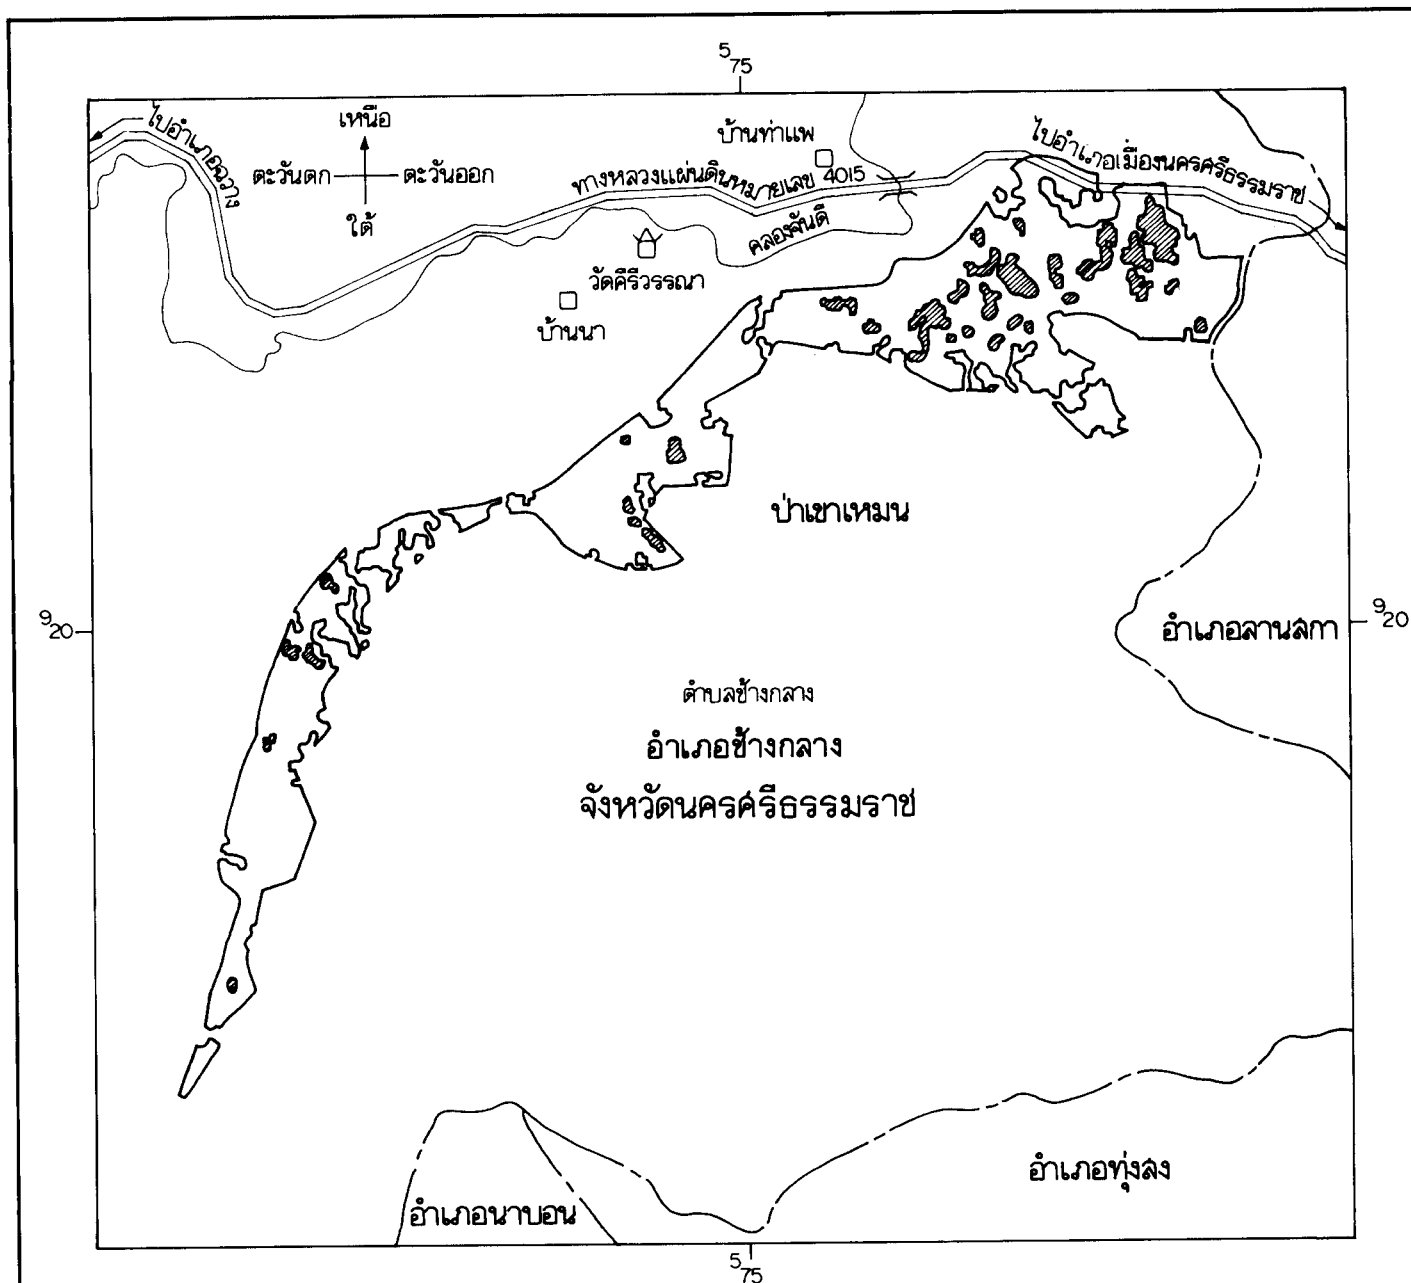 5 75
เหนือ
ตะวันตก
ตะวันออก
ใต้
ไปอำเภอฉวาง
บ้านท่าแพ
ไปอำเภอเมืองนครศรีธรรมราช
ทางหลวงแผ่นดินหมายเลข 4015
คลองจันดี
วัดคีรีวรรณา
บ้านนา
ป่าเขาเหมน
9 20
9 20
อำเภอลานสกา
ตำบลช้างกลาง
อำเภอช้างกลาง
จังหวัดนครศรีธรรมราช
อำเภอทุ่งสง
อำเภอนาบอน
5 75